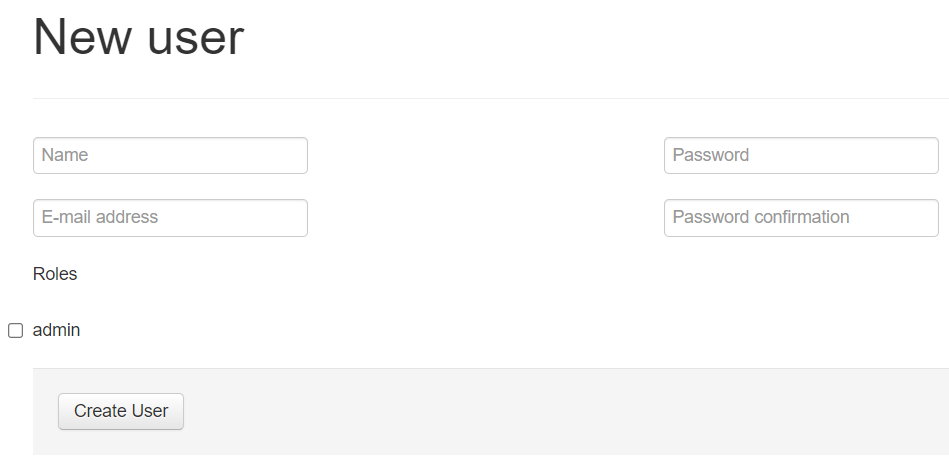 New user
Name
Password
E-mail address
Password confirmation
Roles
admin
Create User